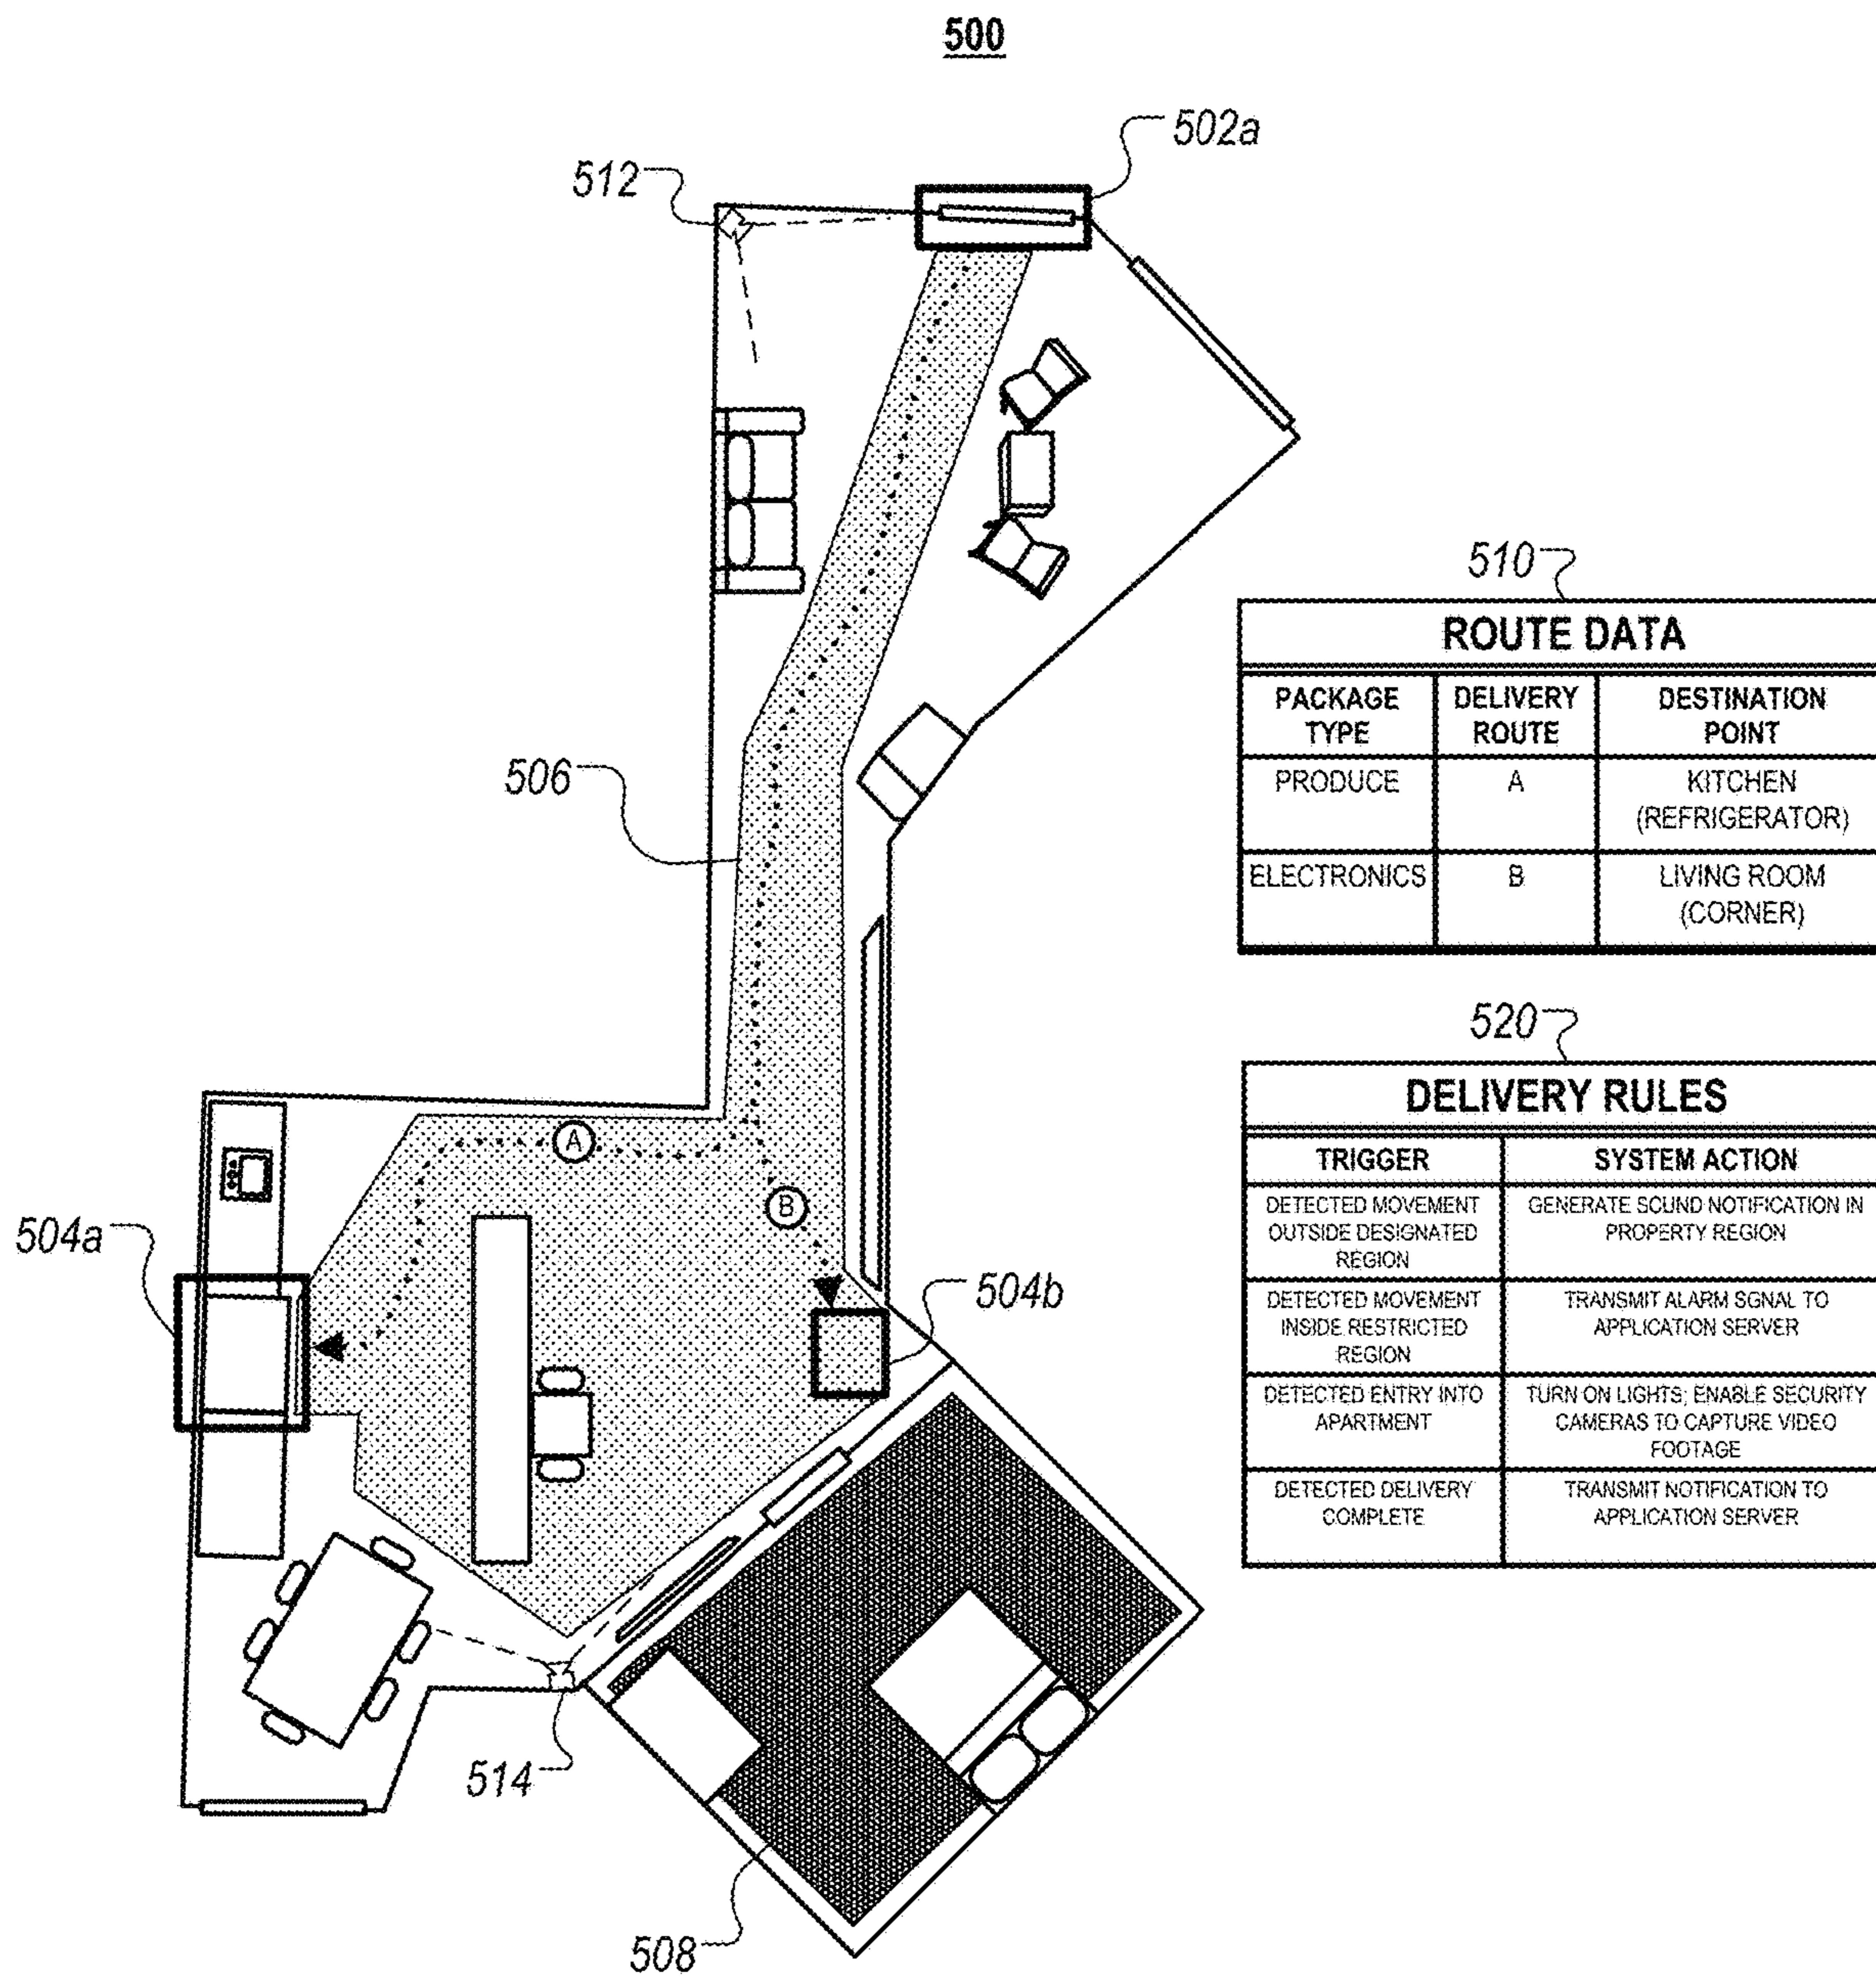 500
502a
512
510
ROUTE DATA
PACKAGE TYPE
DELIVERY ROUTE
DESTINATION POINT
PRODUCE
A
KITCHEN (REFRIGERATOR)
ELECTRONICS
B
LIVING ROOM (CORNER)
506
520
DELIVERY RULES
TRIGGER
SYSTEM ACTION
DETECTED MOVEMENT
OUTSIDE DESIGNATED
REGION
GENERATE SOUND NOTIFICATION IN
PROPERTY REGION
DETECTED MOVEMENT
INSIDE RESTRICTED
REGION
TRANSMIT ALARM SGNAL TO
APPLICATION SERVER
DETECTED ENTRY INTO
APARTMENT
TURN ON LIGHTS; ENABLE SECURITY
CAMERAS TO CAPTURE VIDEO
FOOTAGE
DETECTED DELIVERY
COMPLETE
TRANSMIT NOTIFICATION TO
APPLICATION SERVER
A
B
504a
504b
514
508